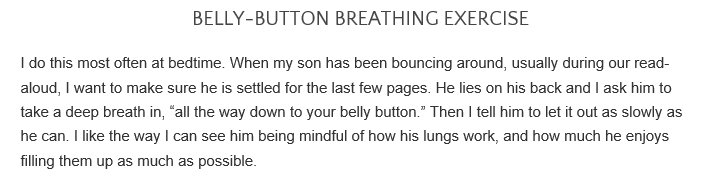 BELLY-BUTTON BREATHING EXERCISE
I do this most often at bedtime. When my son has been bouncing around, usually during our read-
aloud, I want to make sure he is settled for the last few pages. He lies on his back and I ask him to
take a deep breath in, “all the way down to your belly button.” Then I tell him to let it out as slowly as
he can. I like the way I can see him being mindful of how his lungs work, and how much he enjoys
filling them up as much as possible.